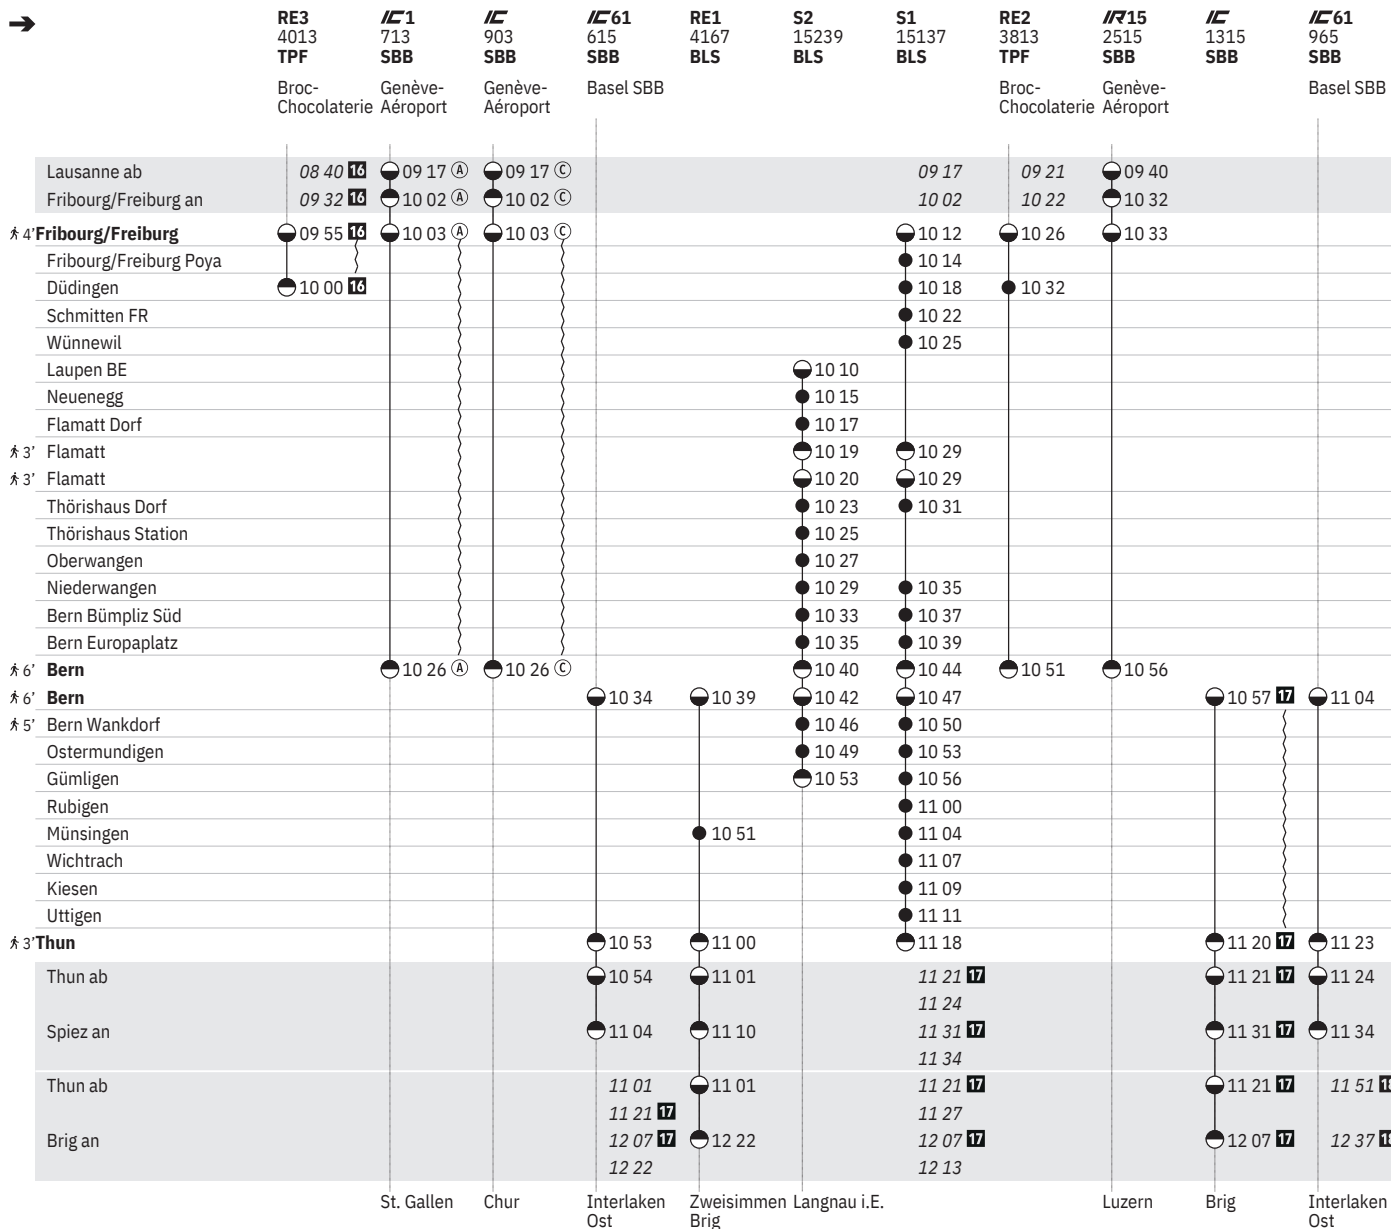 RE3 IC1 IC IC61 RE1 S2 S1 RE2 IR15 IC IC61
4013 713 903 615 4167 15239 15137 3813 2515 1315 965
TPF SBB SBB SBB BLS BLS BLS TPF SBB SBB SBB
Broc- Genève- Genève- Basel SBB Broc- Genève- Basel SBB
Chocolaterie Aéroport Aéroport Chocolaterie Aéroport
Lausanne ab 08 40 16 09 17 A 09 17 C 09 17 09 21 09 40
Fribourg/Freiburg an 09 32 16 10 02 A 10 02 C 10 02 10 22 10 32
4' Fribourg/Freiburg 09 55 16 10 03 A 10 03 C 10 12 10 26 10 33
Fribourg/Freiburg Poya 10 14
Düdingen 10 00 16 10 18 10 32
Schmitten FR 10 22
Wünnewil 10 25
Laupen BE 10 10
Neuenegg 10 15
Flamatt Dorf 10 17
3' Flamatt 10 19 10 29
3' Flamatt 10 20 10 29
Thörishaus Dorf 10 23 10 31
Thörishaus Station 10 25
Oberwangen 10 27
Niederwangen 10 29 10 35
Bern Bümpliz Süd 10 33 10 37
Bern Europaplatz 10 35 10 39
6' Bern 10 26 A 10 26 C 10 40 10 44 10 51 10 56
6' Bern 10 34 10 39 10 42 10 47 10 57 17 11 04
5' Bern Wankdorf 10 46 10 50
Ostermundigen 10 49 10 53
Gümligen 10 53 10 56
Rubigen 11 00
Münsingen 10 51 11 04
Wichtrach 11 07
Kiesen 11 09
Uttigen 11 11
3' Thun 10 53 11 00 11 18 11 20 17 11 23
Thun ab 10 54 11 01 11 21 17 11 21 17 11 24
11 24
Spiez an 11 04 11 10 11 31 17 11 31 17 11 34
11 34
Thun ab 11 01 11 01 11 21 17 11 21 17 11 51
11 21 17 11 27
Brig an 12 07 17 12 22 12 07 17 12 07 17 12 37
12 22 12 13
St. Gallen Chur Interlaken Zweisimmen Langnau i.E. Luzern Brig Interlaken
Ost Brig Ost